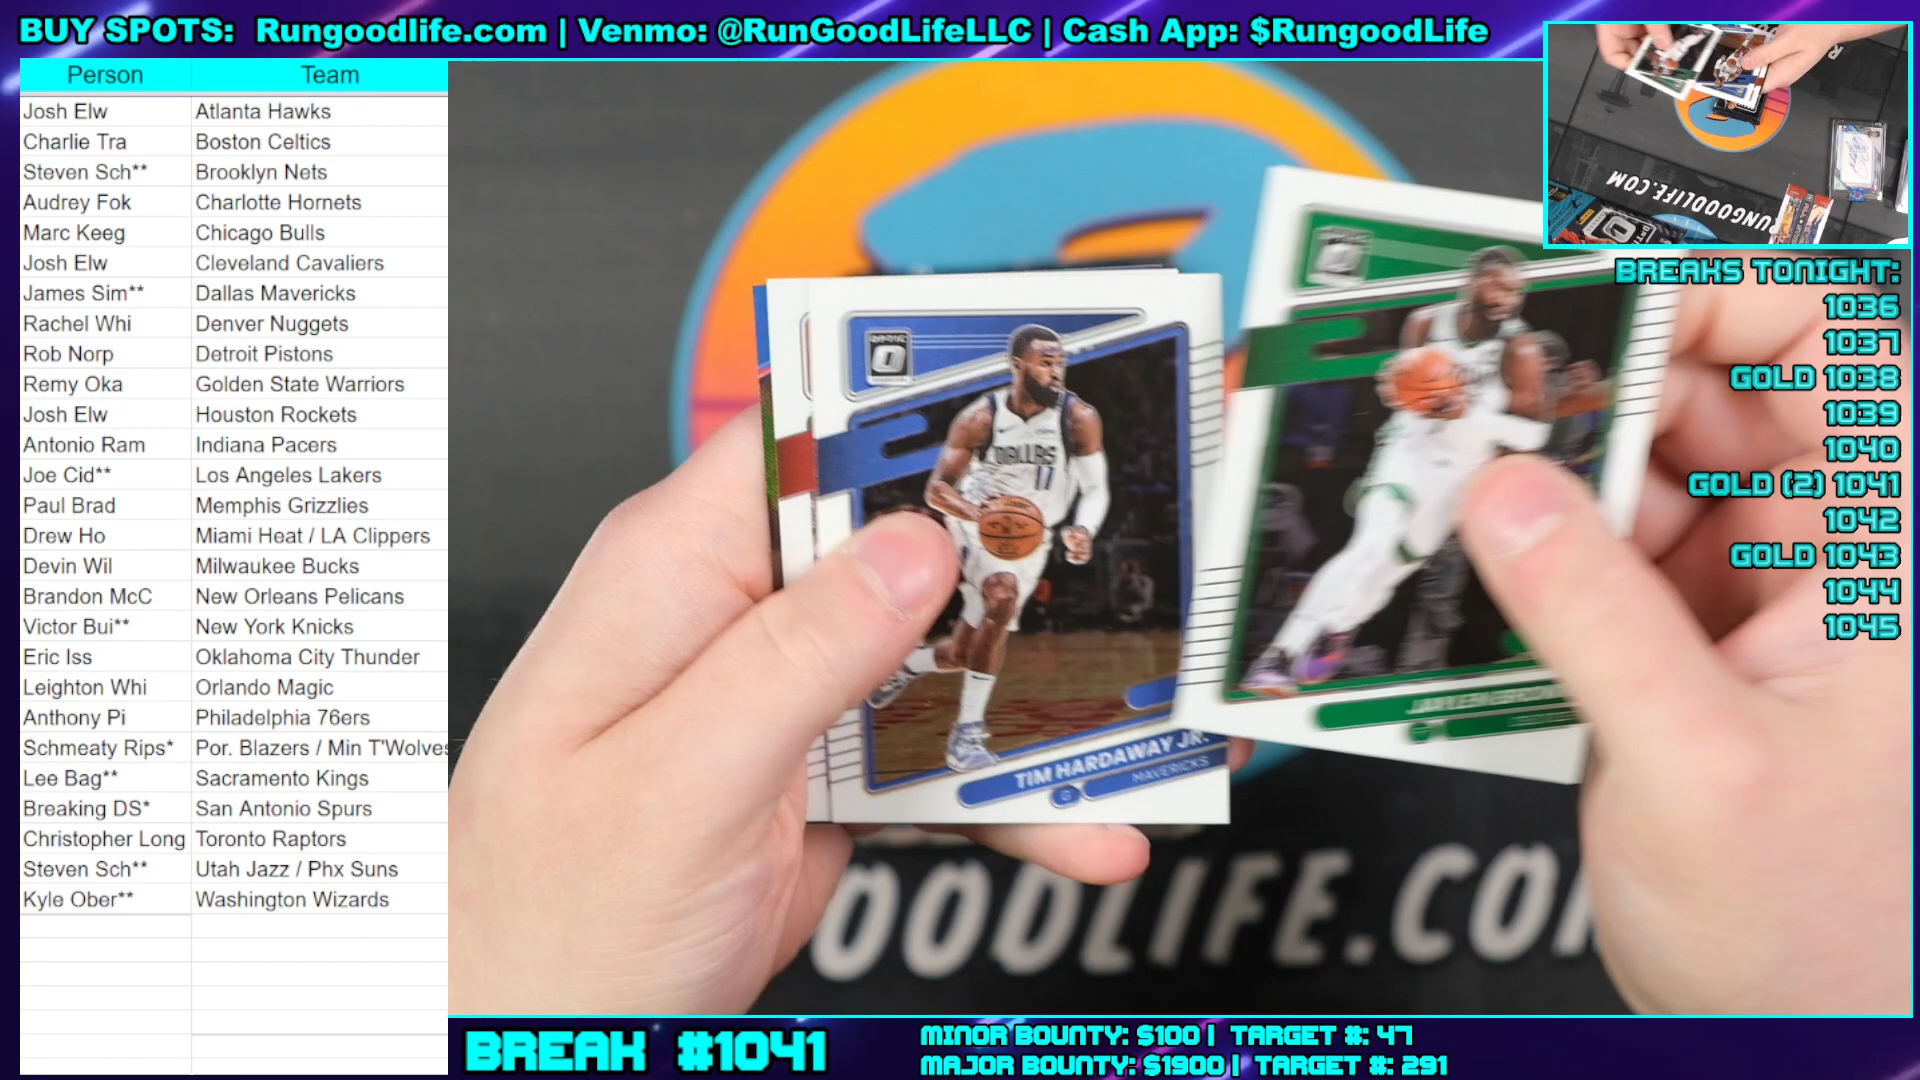 BUY SPOTS: Rungoodlife.com | Venmo: @RunGoodLifeLLC | Cash App: $RungoodLife
Person Team
Josh Elw Atlanta Hawks
Charlie Tra Boston Celtics
Steven Sch** Brooklyn Nets
Audrey Fok Charlotte Hornets
Marc Keeg Chicago Bulls
Josh Elw Cleveland Cavaliers
James Sim** Dallas Mavericks
Rachel Whi Denver Nuggets
Rob Norp Detroit Pistons
Remy Oka Golden State Warriors
Josh Elw Houston Rockets
Antonio Ram Indiana Pacers
Joe Cid** Los Angeles Lakers
Paul Brad Memphis Grizzlies
Drew Ho Miami Heat / LA Clippers
Devin Wil Milwaukee Bucks
Brandon McC New Orleans Pelicans
Victor Bui** New York Knicks
Eric Iss Oklahoma City Thunder
Leighton Whi Orlando Magic
Anthony Pi Philadelphia 76ers
Schmeaty Rips* Por. Blazers / Min T'Wolves
Lee Bag** Sacramento Kings
Breaking DS* San Antonio Spurs
Christopher Long Toronto Raptors
Steven Sch** Utah Jazz / Phx Suns
Kyle Ober** Washington Wizards
OPTIC
DALLAS
11
TIM HARDAWAY JR.
G MAVERICKS
OODLIFE.CO
RUNGOODLIFE.COM
BREAKS TONIGHT:
1036
1037
GOLD 1038
1039
1040
GOLD (2) 1041
1042
GOLD 1043
1044
1045
BREAK #1041
MINOR BOUNTY: $100 | TARGET #: 47
MAJOR BOUNTY: $1900 | TARGET #: 291